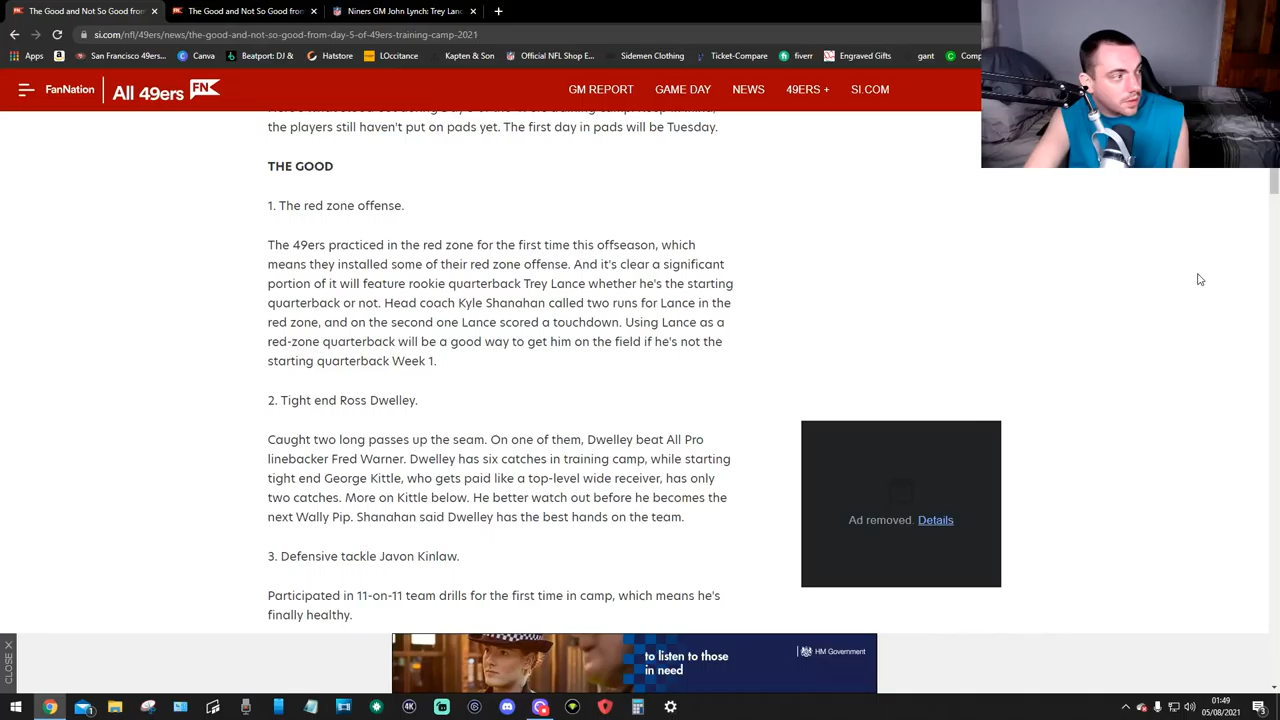 The Good and Not So Good from
The Good and Not So Good from
Niners GM John Lynch: Trey Lanc
si.com/nfl/49ers/news/the-good-and-not-so-good-from-day-5-of-49ers-training-camp-2021
Apps
San Francisco 49er...
Canva
Beatport: DJ &...
Hatstore
LOccitance
Kapten & Son
Official NFL Shop E...
Sidemen Clothing
Ticket-Compare
fiverr
Engraved Gifts
gant
FanNation
All 49ers FN
GM REPORT
GAME DAY
NEWS
49ERS +
SI.COM
the players still haven't put on pads yet. The first day in pads will be Tuesday.
THE GOOD
1. The red zone offense.
The 49ers practiced in the red zone for the first time this offseason, which
means they installed some of their red zone offense. And it's clear a significant
portion of it will feature rookie quarterback Trey Lance whether he's the starting
quarterback or not. Head coach Kyle Shanahan called two runs for Lance in the
red zone, and on the second one Lance scored a touchdown. Using Lance as a
red-zone quarterback will be a good way to get him on the field if he's not the
starting quarterback Week 1.
2. Tight end Ross Dwelley.
Caught two long passes up the seam. On one of them, Dwelley beat All Pro
linebacker Fred Warner. Dwelley has six catches in training camp, while starting
tight end George Kittle, who gets paid like a top-level wide receiver, has only
two catches. More on Kittle below. He better watch out before he becomes the
next Wally Pip. Shanahan said Dwelley has the best hands on the team.
3. Defensive tackle Javon Kinlaw.
Participated in 11-on-11 team drills for the first time in camp, which means he's
finally healthy.
Ad removed. Details
CLOSE X
to listen to those
in need
HM Government
01:49
05/08/2021